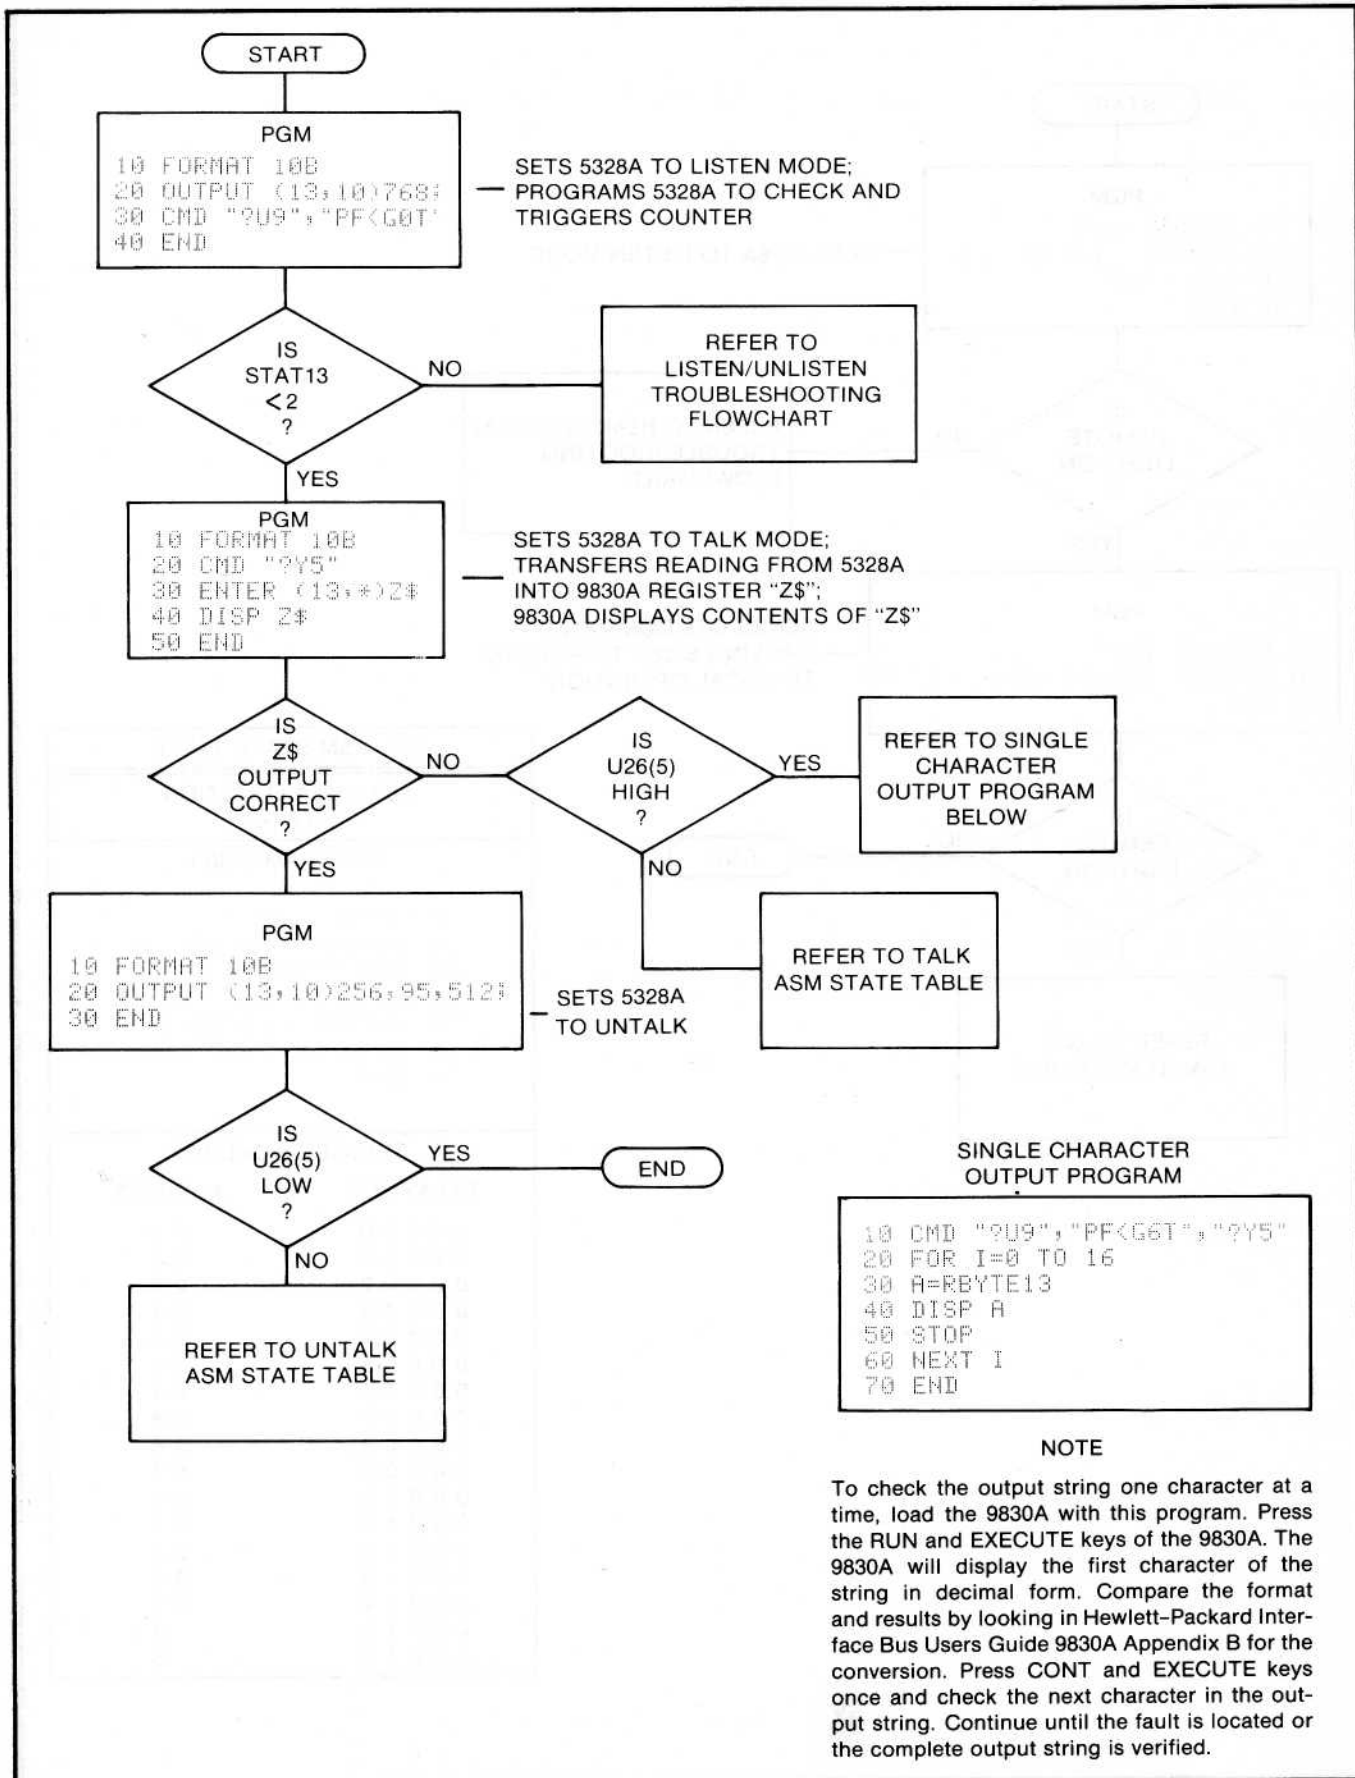 START
PGM
10 FORMAT 10B
20 OUTPUT (13,10)768;
30 CMD "?U9","PF<G0T'
40 END
SETS 5328A TO LISTEN MODE;
PROGRAMS 5328A TO CHECK AND
TRIGGERS COUNTER
IS
STAT13
<2
?
NO
REFER TO
LISTEN/UNLISTEN
TROUBLESHOOTING
FLOWCHART
YES
PGM
10 FORMAT 10B
20 CMD "?Y5"
30 ENTER (13,*)Z$
40 DISP Z$
50 END
SETS 5328A TO TALK MODE;
TRANSFERS READING FROM 5328A
INTO 9830A REGISTER “Z$”;
9830A DISPLAYS CONTENTS OF “Z$”
IS
Z$
OUTPUT
CORRECT
?
NO
IS
U26(5)
HIGH
?
YES
REFER TO SINGLE
CHARACTER
OUTPUT PROGRAM
BELOW
YES
NO
PGM
10 FORMAT 10B
20 OUTPUT (13,10)256,95,512;
30 END
SETS 5328A
TO UNTALK
REFER TO TALK
ASM STATE TABLE
IS
U26(5)
LOW
?
YES
END
NO
REFER TO UNTALK
ASM STATE TABLE
SINGLE CHARACTER
OUTPUT PROGRAM
10 CMD "?U9","PF<G6T","?Y5"
20 FOR I=0 TO 16
30 A=RBYTE13
40 DISP A
50 STOP
60 NEXT I
70 END
NOTE
To check the output string one character at a
time, load the 9830A with this program. Press
the RUN and EXECUTE keys of the 9830A. The
9830A will display the first character of the
string in decimal form. Compare the format
and results by looking in Hewlett-Packard Inter-
face Bus Users Guide 9830A Appendix B for the
conversion. Press CONT and EXECUTE keys
once and check the next character in the out-
put string. Continue until the fault is located or
the complete output string is verified.